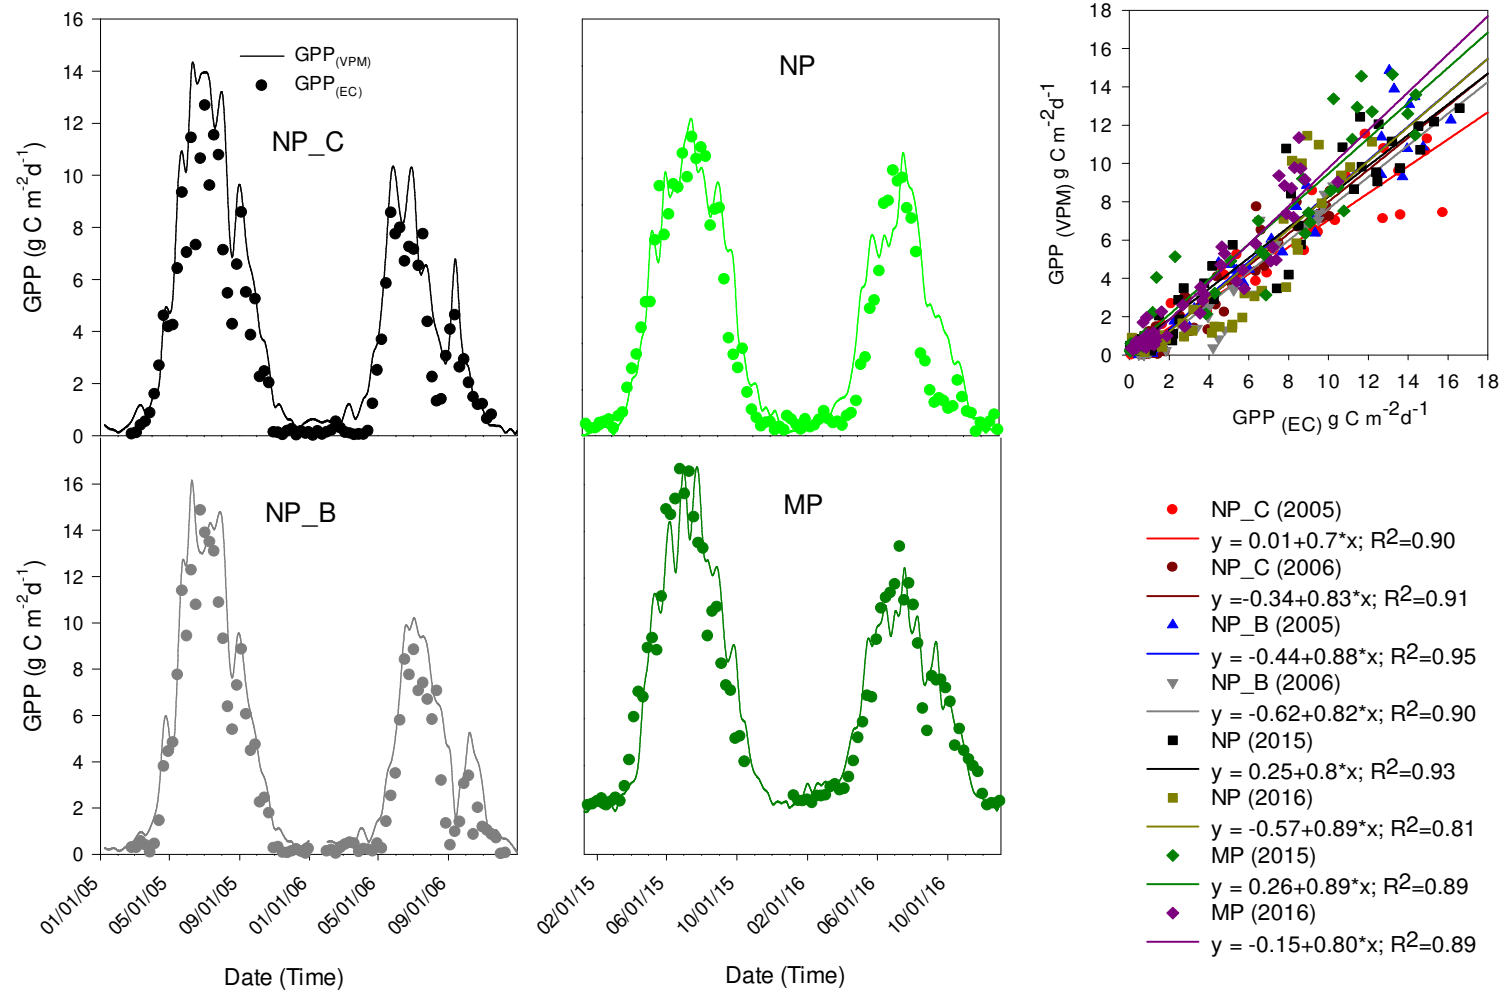 16
14
12
10
8
6
4
2
0
GPP (g C m-2d-1)
GPP(VPM)
GPP(EC)
NP_C
NP
16
14
12
10
8
6
4
2
0
GPP (g C m-2d-1)
NP_B
MP
01/01/05
05/01/05
09/01/05
01/01/06
05/01/06
09/01/06
Date (Time)
02/01/15
06/01/15
10/01/15
02/01/16
06/01/16
10/01/16
Date (Time)
18
16
14
12
10
8
6
4
2
0
GPP (VPM) g C m-2d-1
0 2 4 6 8 10 12 14 16 18
GPP (EC) g C m-2d-1
NP_C (2005)
y = 0.01+0.7*x; R2=0.90
NP_C (2006)
y =-0.34+0.83*x; R2=0.91
NP_B (2005)
y = -0.44+0.88*x; R2=0.95
NP_B (2006)
y = -0.62+0.82*x; R2=0.90
NP (2015)
y = 0.25+0.8*x; R2=0.93
NP (2016)
y = -0.57+0.89*x; R2=0.81
MP (2015)
y = 0.26+0.89*x; R2=0.89
MP (2016)
y = -0.15+0.80*x; R2=0.89